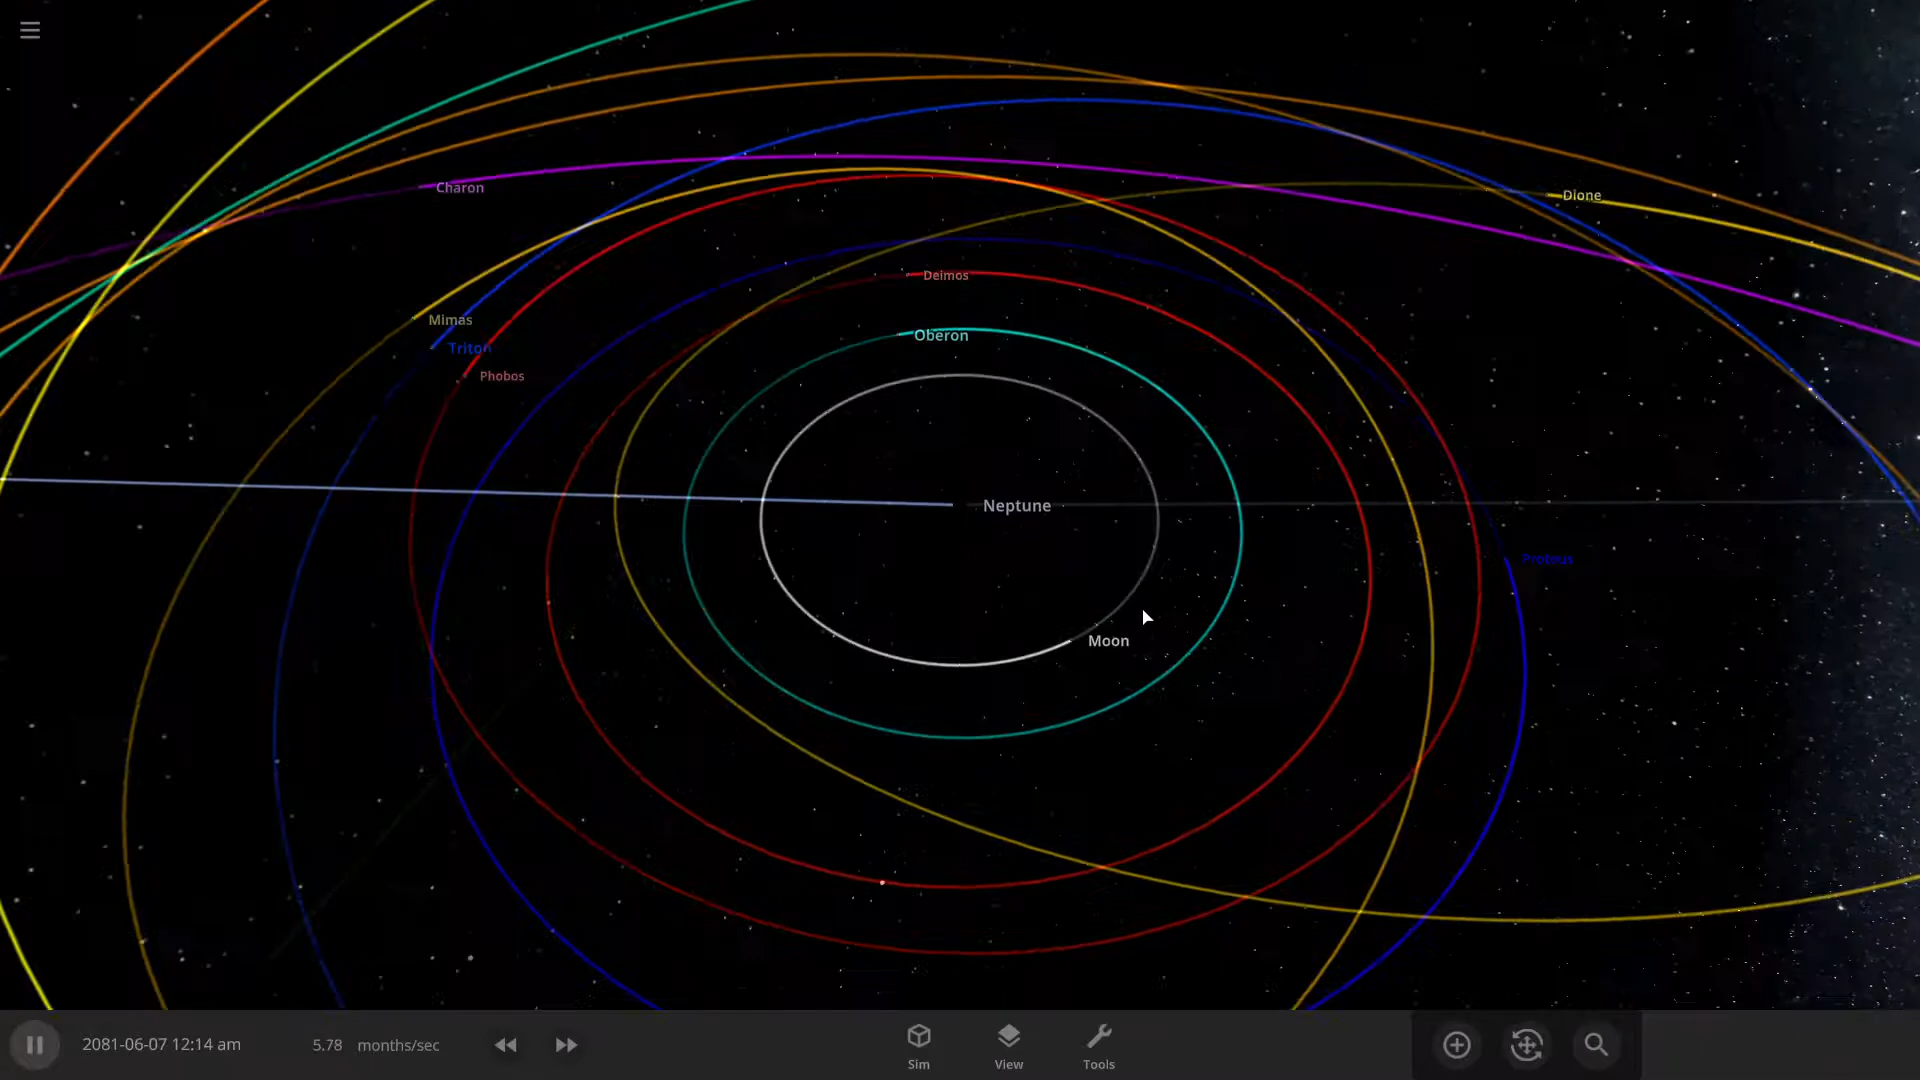 Charon
Dione
Deimos
Mimas
Oberon
Triton
Phobos
Neptune
Proteus
Moon
2081-06-07 12:14 am
5.78 months/sec
Sim
View
Tools